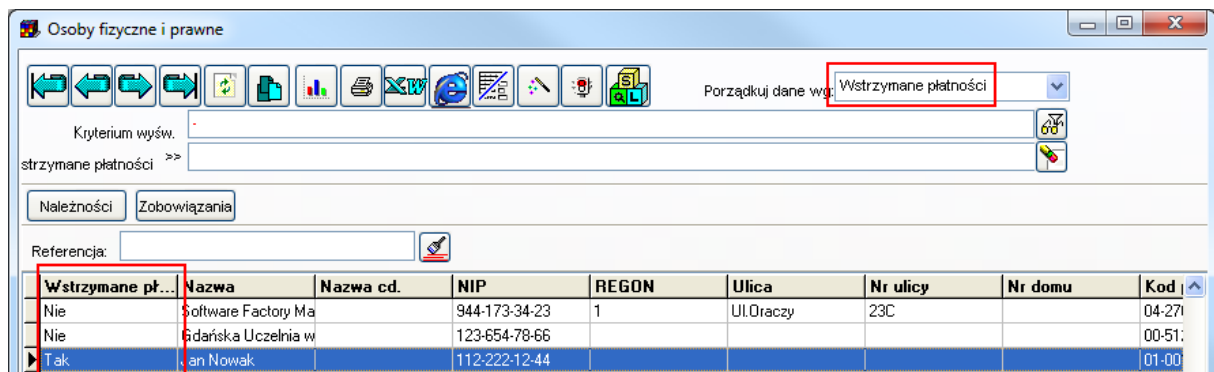 Osoby fizyczne i prawne
Porządkuj dane wg: Wstrzymane płatności
Kryterium wyśw. -
strzymane płatności >>
Należności Zobowiązania
Referencja:
Wstrzymane pł... Nazwa Nazwa cd. NIP REGON Ulica Nr ulicy Nr domu Kod
Nie Software Factory Ma 944-173-34-23 1 Ul.Oraczy 23C 04-27
Nie Gdańska Uczelnia w 123-654-78-66 00-51
Tak Jan Nowak 112-222-12-44 01-00